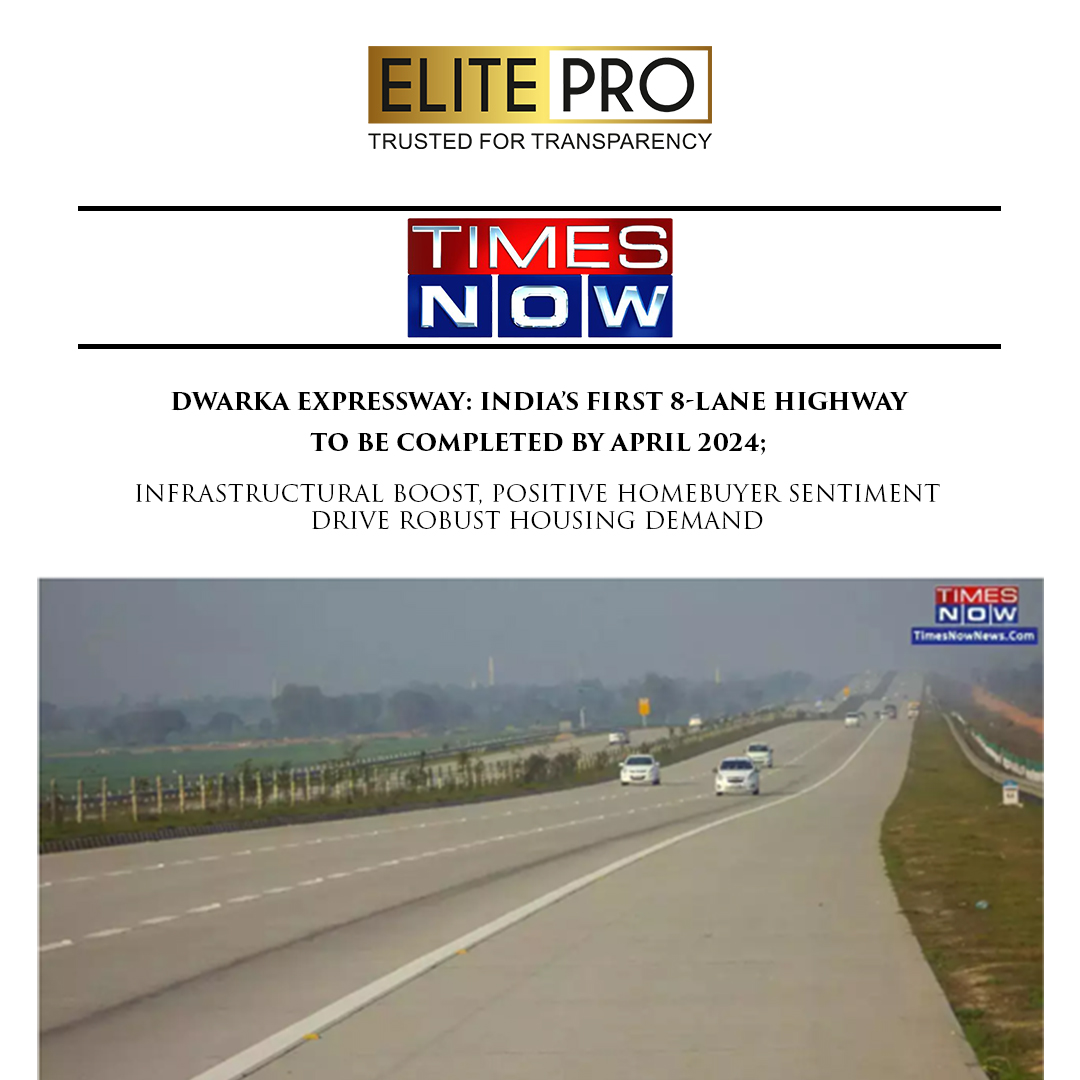 ELITE PRO
TRUSTED FOR TRANSPARENCY
TIMES
NOW
DWARKA EXPRESSWAY: INDIA'S FIRST 8-LANE HIGHWAY
TO BE COMPLETED BY APRIL 2024;
INFRASTRUCTURAL BOOST, POSITIVE HOMEBUYER SENTIMENT
DRIVE ROBUST HOUSING DEMAND
TIMES
NOW
TimesNowNews.Com